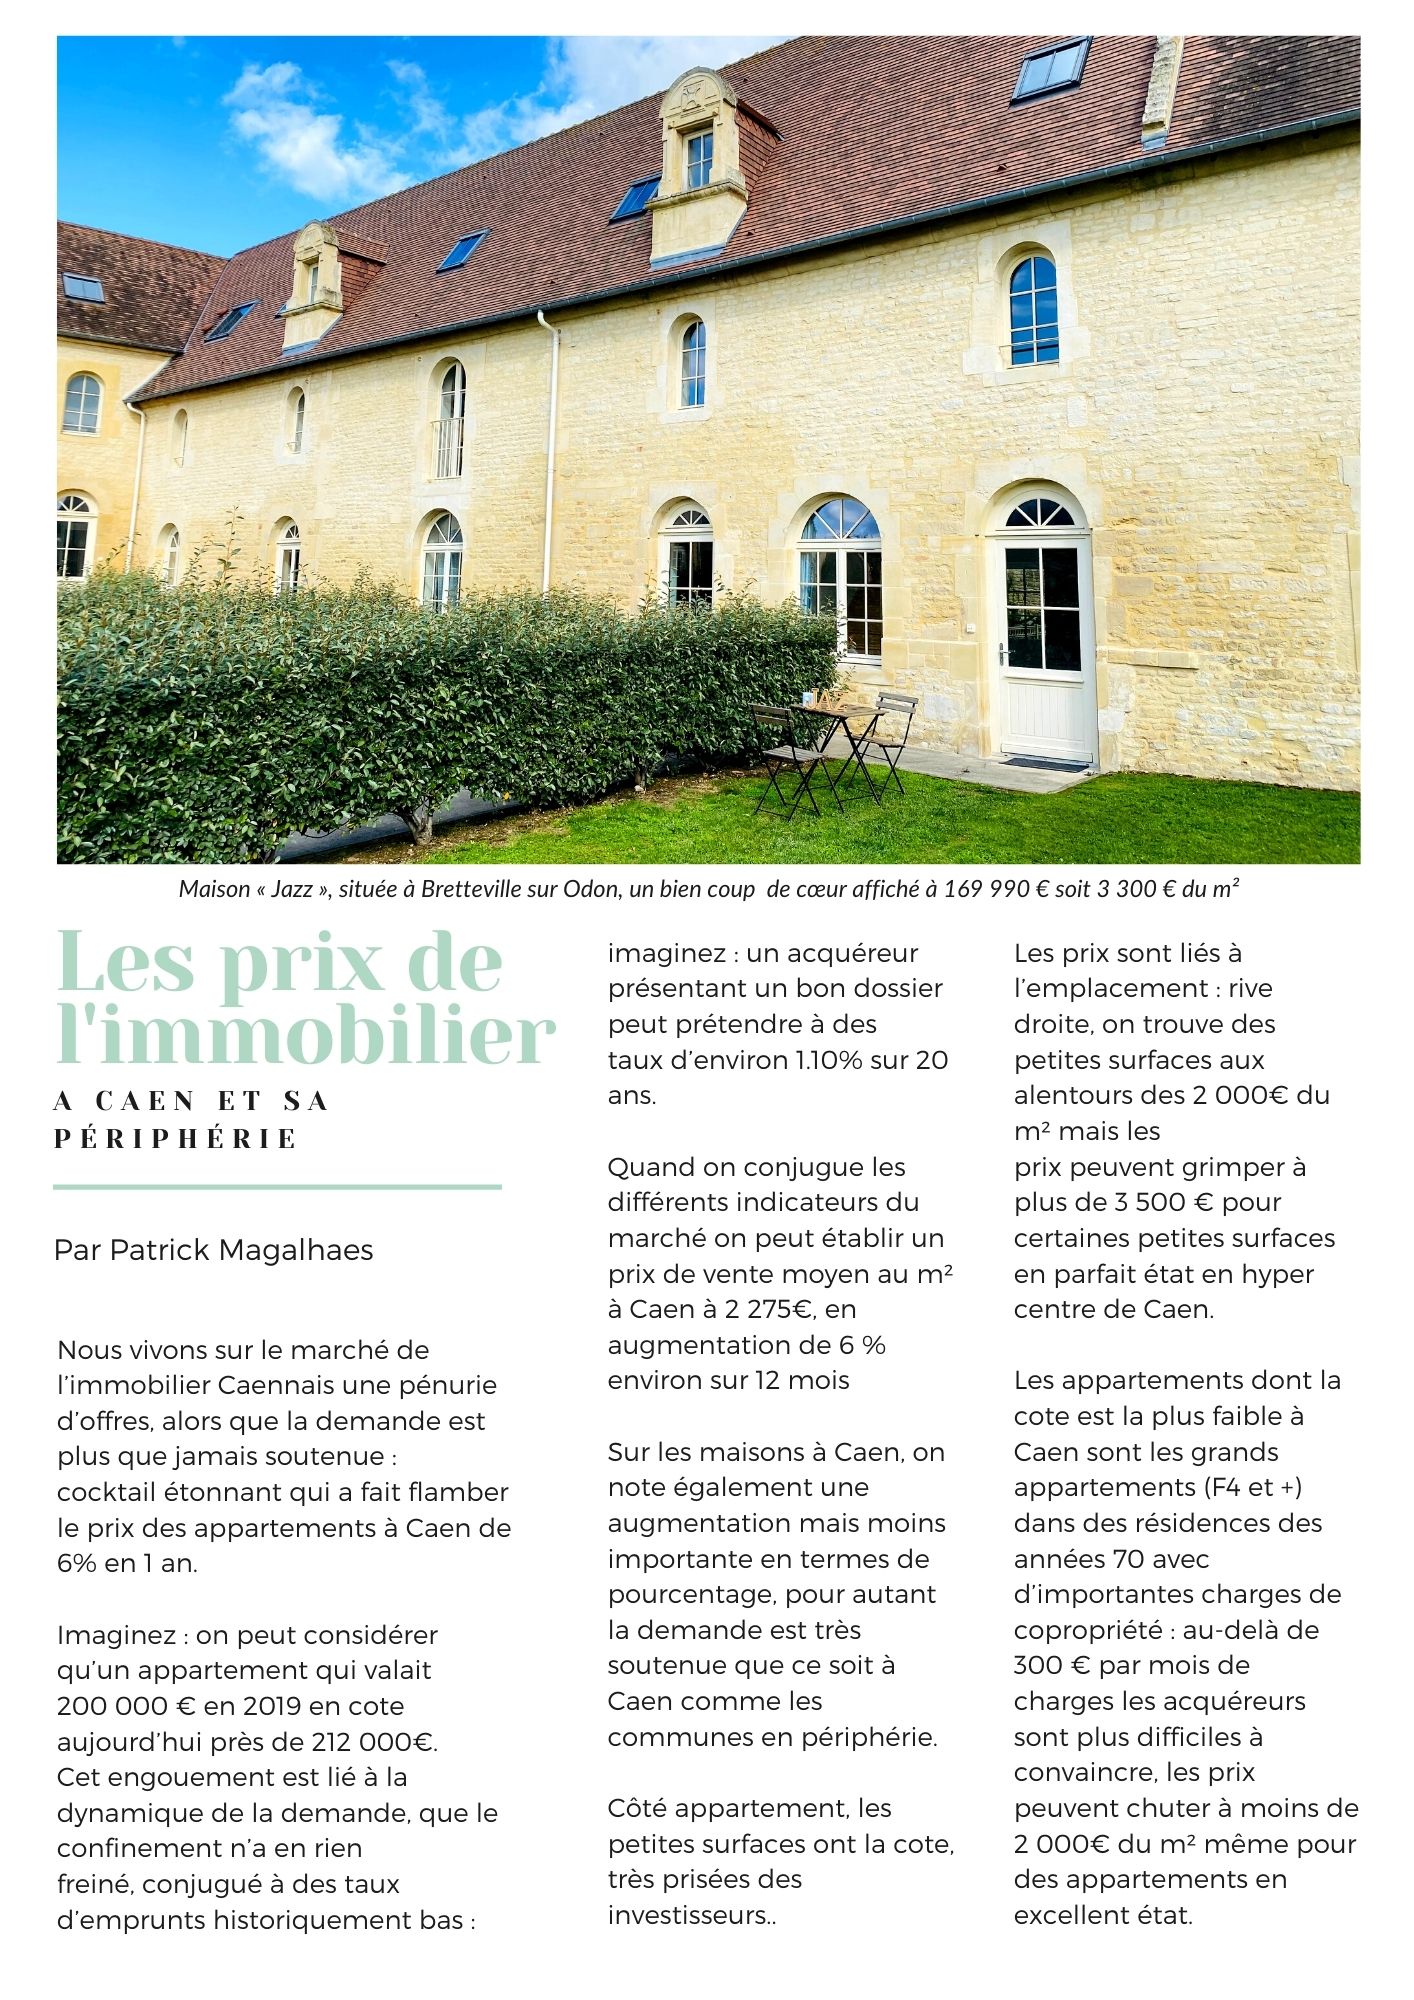 Maison « Jazz », située à Bretteville sur Odon, un bien coup de cœur affiché à 169 990 € soit 3 300 € du m²
Les prix de
l'immobilier
A CAEN ET SA
PÉRIPHÉRIE
Par Patrick Magalhaes
Nous vivons sur le marché de
l’immobilier Caennais une pénurie
d’offres, alors que la demande est
plus que jamais soutenue :
cocktail étonnant qui a fait flamber
le prix des appartements à Caen de
6% en 1 an.
Imaginez : on peut considérer
qu’un appartement qui valait
200 000 € en 2019 en cote
aujourd’hui près de 212 000€.
Cet engouement est lié à la
dynamique de la demande, que le
confinement n’a en rien
freiné, conjugué à des taux
d’emprunts historiquement bas :
imaginez : un acquéreur
présentant un bon dossier
peut prétendre à des
taux d’environ 1.10% sur 20
ans.
Quand on conjugue les
différents indicateurs du
marché on peut établir un
prix de vente moyen au m²
à Caen à 2 275€, en
augmentation de 6 %
environ sur 12 mois
Sur les maisons à Caen, on
note également une
augmentation mais moins
importante en termes de
pourcentage, pour autant
la demande est très
soutenue que ce soit à
Caen comme les
communes en périphérie.
Côté appartement, les
petites surfaces ont la cote,
très prisées des
investisseurs..
Les prix sont liés à
l’emplacement : rive
droite, on trouve des
petites surfaces aux
alentours des 2 000€ du
m² mais les
prix peuvent grimper à
plus de 3 500 € pour
certaines petites surfaces
en parfait état en hyper
centre de Caen.
Les appartements dont la
cote est la plus faible à
Caen sont les grands
appartements (F4 et +)
dans des résidences des
années 70 avec
d’importantes charges de
copropriété : au-delà de
300 € par mois de
charges les acquéreurs
sont plus difficiles à
convaincre, les prix
peuvent chuter à moins de
2 000€ du m² même pour
des appartements en
excellent état.